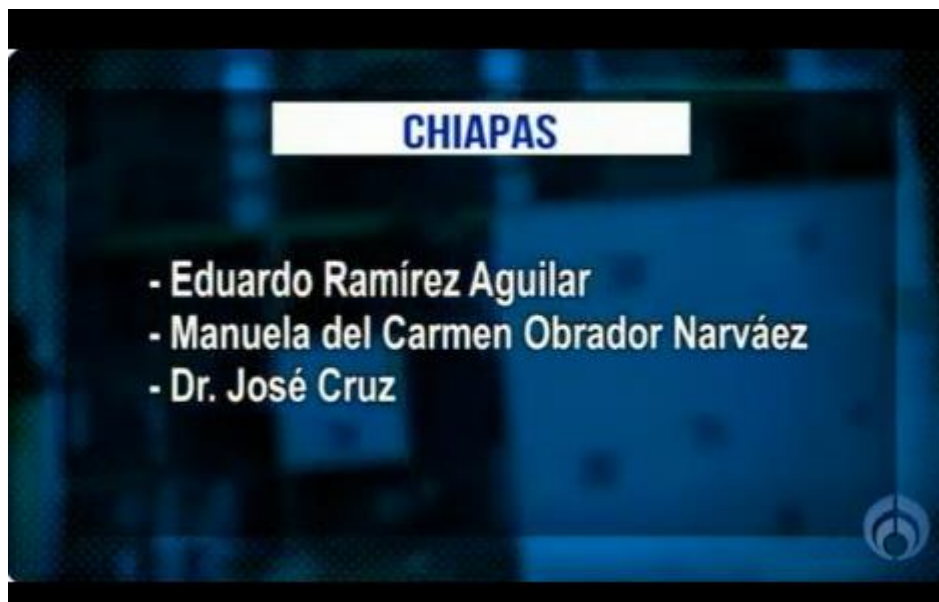 CHIAPAS
- Eduardo Ramírez Aguilar
- Manuela del Carmen Obrador Narváez
- Dr. José Cruz